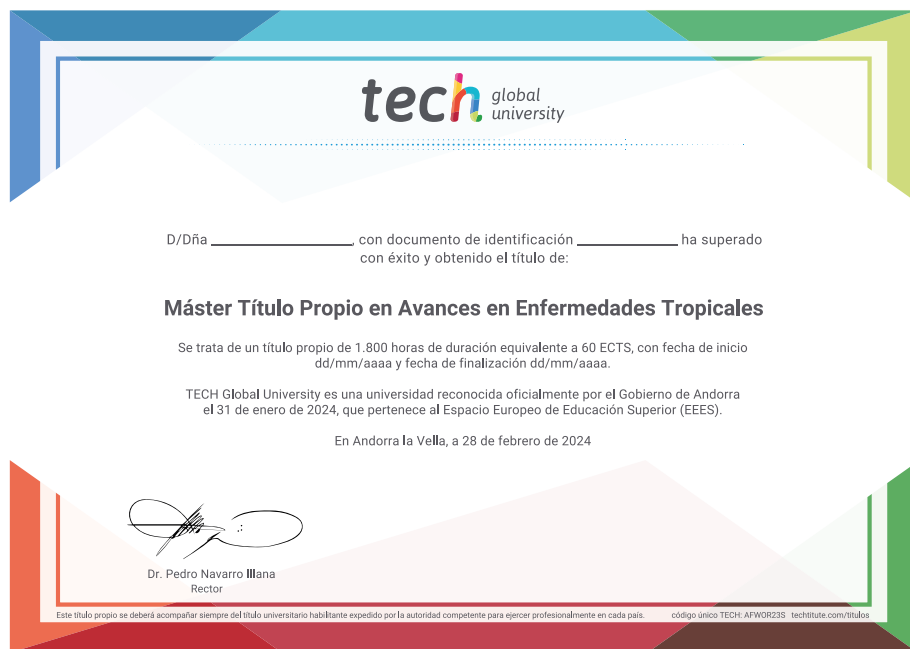 tech global university
D/Dña ______________, con documento de identificación ____________ ha superado
con éxito y obtenido el título de:
Máster Título Propio en Avances en Enfermedades Tropicales
Se trata de un título propio de 1.800 horas de duración equivalente a 60 ECTS, con fecha de inicio
dd/mm/aaaa y fecha de finalización dd/mm/aaaa.
TECH Global University es una universidad reconocida oficialmente por el Gobierno de Andorra
el 31 de enero de 2024, que pertenece al Espacio Europeo de Educación Superior (EEES).
En Andorra la Vella, a 28 de febrero de 2024
Dr. Pedro Navarro Illana
Rector
Este título propio se deberá acompañar siempre del título universitario habilitante expedido por la autoridad competente para ejercer profesionalmente en cada país. código único TECH: AFWOR23S techtitute.com/titulos